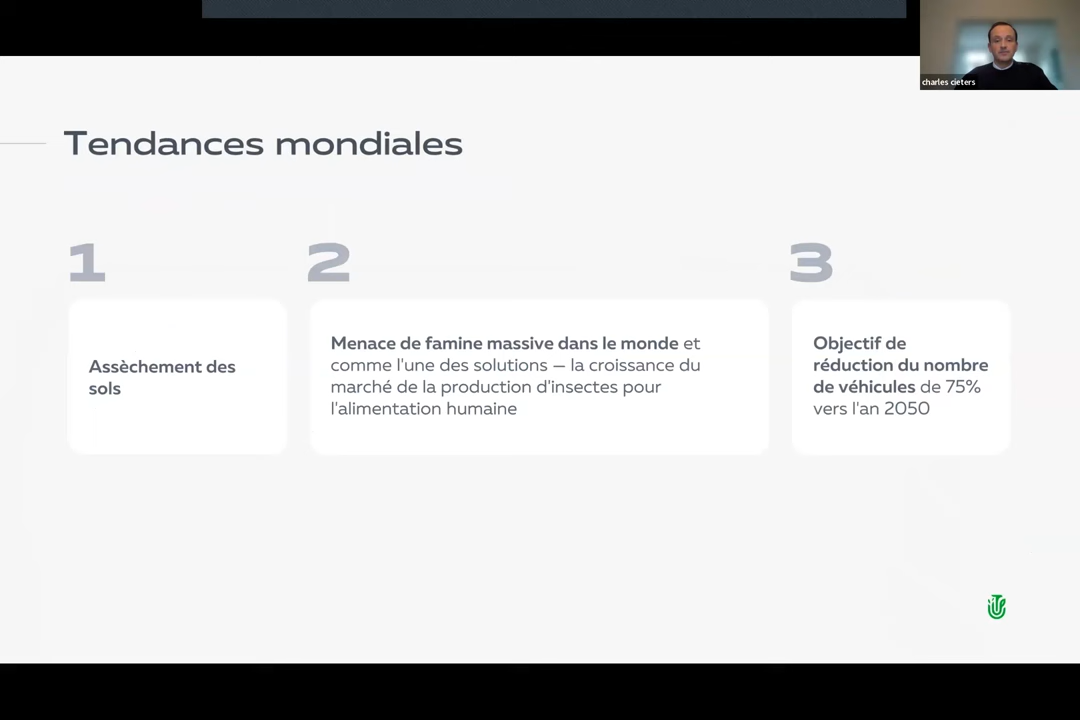 charles cieters
Tendances mondiales
1
Assèchement des
sols
2
Menace de famine massive dans le monde et
comme l'une des solutions — la croissance du
marché de la production d'insectes pour
l'alimentation humaine
3
Objectif de
réduction du nombre
de véhicules de 75%
vers l'an 2050